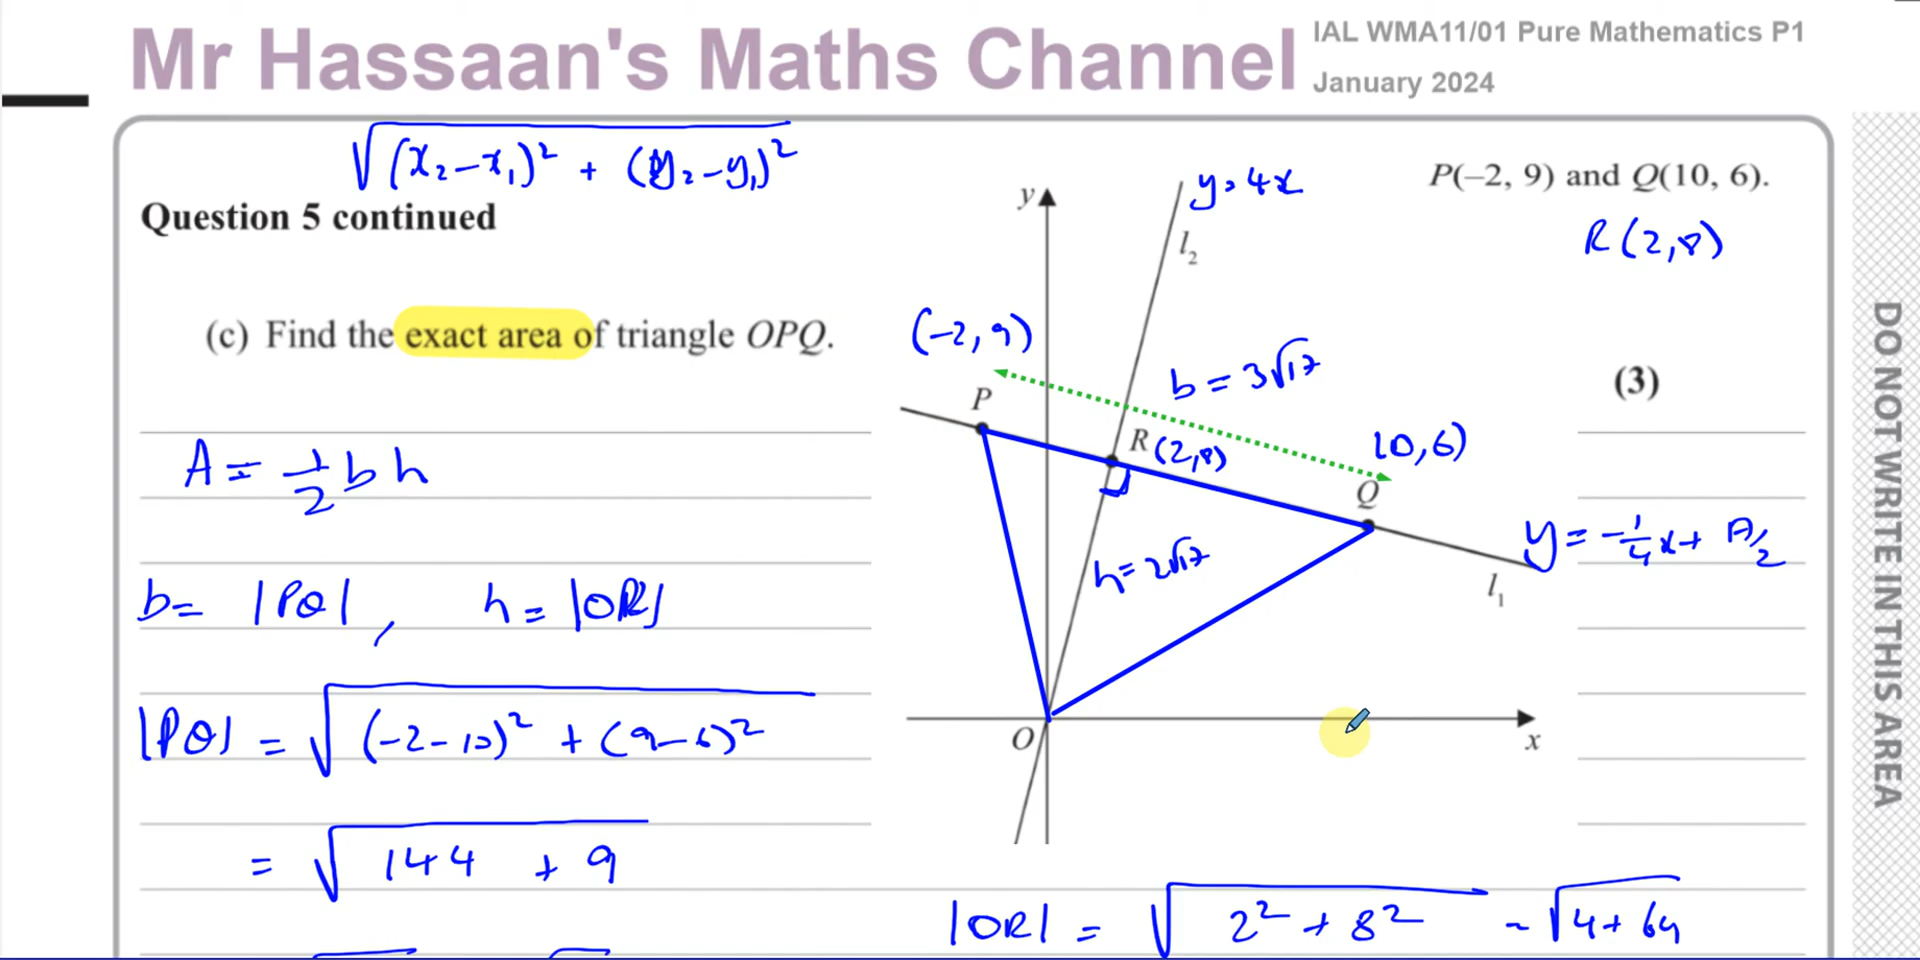 Mr Hassaan's Maths Channel
IAL WMA11/01 Pure Mathematics P1
January 2024
√(x₂-x₁)² + (y₂-y₁)²
Question 5 continued
P(−2, 9) and Q(10, 6).
R(2,8)
(c) Find the exact area of triangle OPQ.
(3)
y
y=4x
l₂
(-2,9)
P
b = 3√17
R (2,8)
10,6)
Q
h=2√17
y = -1/4x+
l₁
O
x
A = 1/2 b h
b= |PQ| , h = |OR|
|PQ| = √(-2-10)² + (9-6)²
= √144 + 9
|OR| = √2² + 8² = √4+64
DO NOT WRITE IN THIS AREA